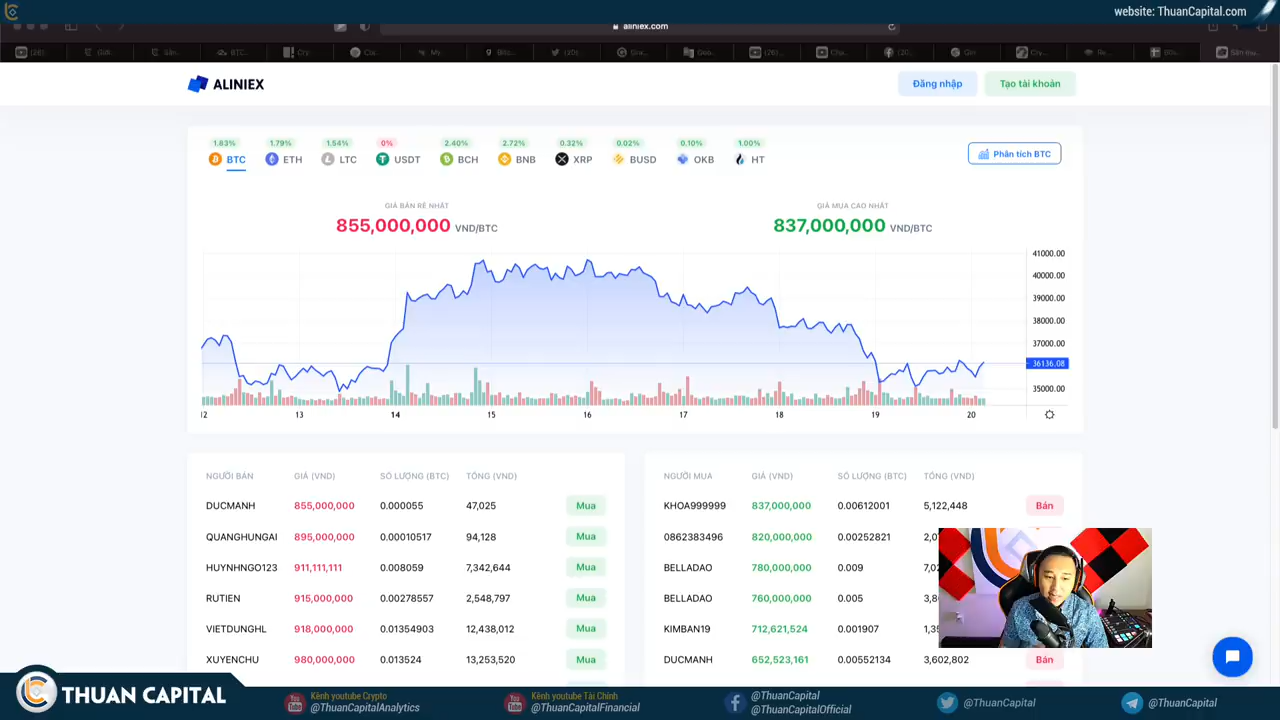 website: ThuanCapital.com
aliniex.com
ALINIEX
Đăng nhập
Tạo tài khoản
1.83% 1.79% 1.54% 0% 2.40% 2.72% 0.32% 0.02% 0.10% 1.00%
BTC ETH LTC USDT BCH BNB XRP BUSD OKB HT
Phân tích BTC
GIÁ BÁN RẺ NHẤT
855,000,000 VND/BTC
GIÁ MUA CAO NHẤT
837,000,000 VND/BTC
41000.00
40000.00
39000.00
38000.00
37000.00
36136.08
35000.00
12 13 14 15 16 17 18 19 20
NGƯỜI BÁN GIÁ (VND) SỐ LƯỢNG (BTC) TỔNG (VND)
DUCMANH 855,000,000 0.000055 47,025 Mua
QUANGHUNGAI 895,000,000 0.00010517 94,128 Mua
HUYNHNGO123 911,111,111 0.008059 7,342,644 Mua
RUTIEN 915,000,000 0.00278557 2,548,797 Mua
VIETDUNGHL 918,000,000 0.01354903 12,438,012 Mua
XUYENCHU 980,000,000 0.013524 13,253,520 Mua
NGƯỜI MUA GIÁ (VND) SỐ LƯỢNG (BTC) TỔNG (VND)
KHOA999999 837,000,000 0.00612001 5,122,448 Bán
0862383496 820,000,000 0.00252821
BELLADAO 780,000,000 0.009
BELLADAO 760,000,000 0.005
KIMBAN19 712,621,524 0.001907
DUCMANH 652,523,161 0.00552134 3,602,802 Bán
THUAN CAPITAL
Kênh youtube Crypto
@ThuanCapitalAnalytics
Kênh youtube Tài Chính
@ThuanCapitalFinancial
@ThuanCapital
@ThuanCapitalOfficial
@ThuanCapital
@ThuanCapital